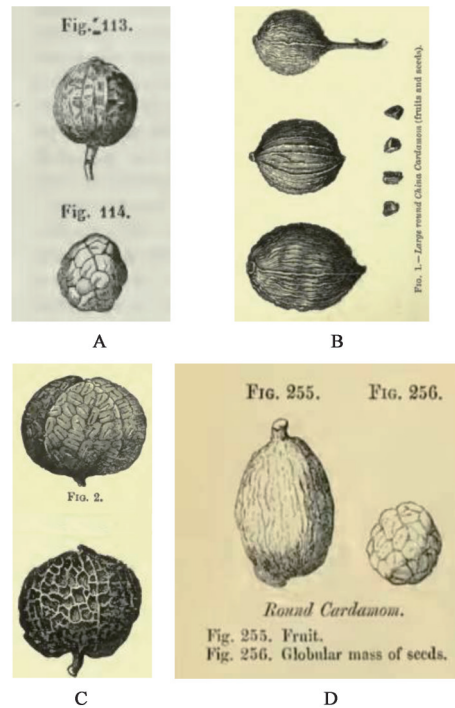 Fig. 113.
Fig. 114.
A
FIG. 1.—Large round China Cardamom (fruits and seeds).
B
FIG. 2.
C
FIG. 255. FIG. 256.
Round Cardamom.
Fig. 255. Fruit.
Fig. 256. Globular mass of seeds.
D